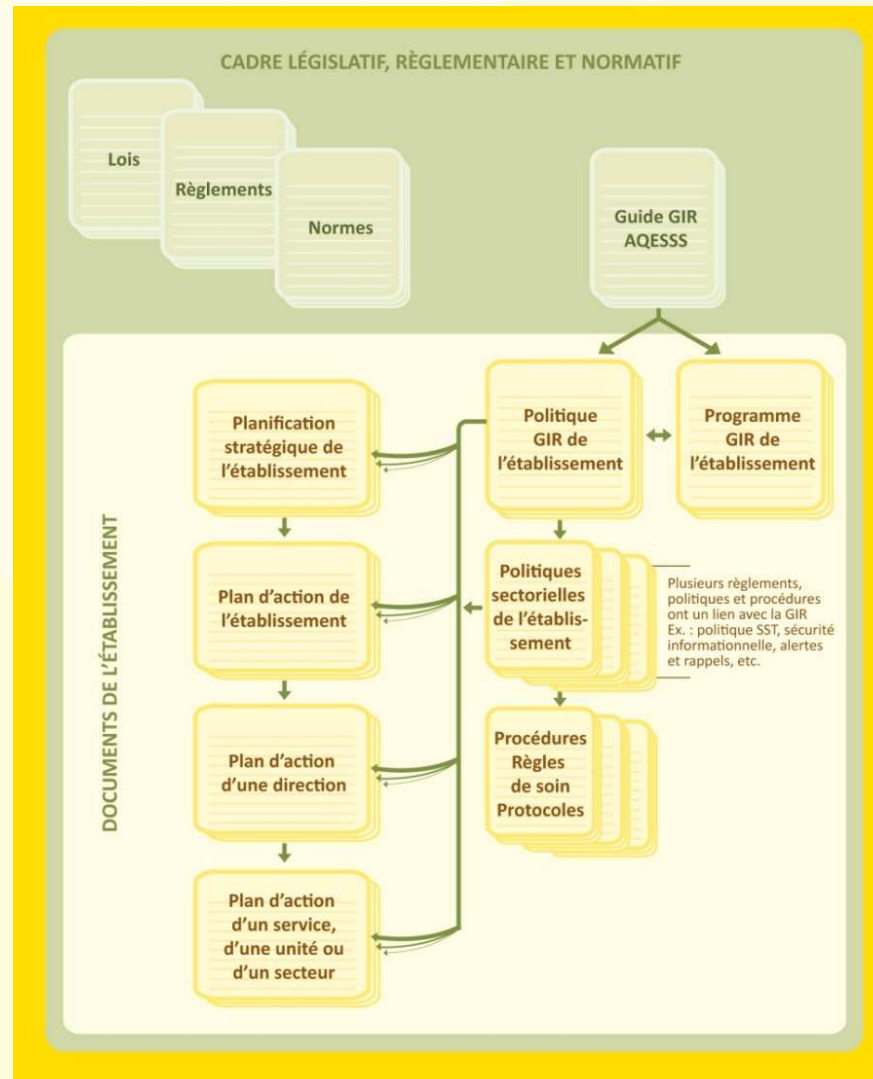 CADRE LÉGISLATIF, RÈGLEMENTAIRE ET NORMATIF
Lois
Règlements
Normes
Guide GIR
AQESSS
DOCUMENTS DE L’ÉTABLISSEMENT
Planification
stratégique de
l’établissement
Politique
GIR de
l’établissement
Programme
GIR de
l’établissement
Plan d’action de
l’établissement
Politiques
sectorielles
de l’établis-
sement
Plusieurs règlements,
politiques et procédures
ont un lien avec la GIR
Ex. : politique SST, sécurité
informationnelle, alertes
et rappels, etc.
Plan d’action
d’une direction
Procédures
Règles
de soin
Protocoles
Plan d’action
d’un service,
d’une unité ou
d’un secteur